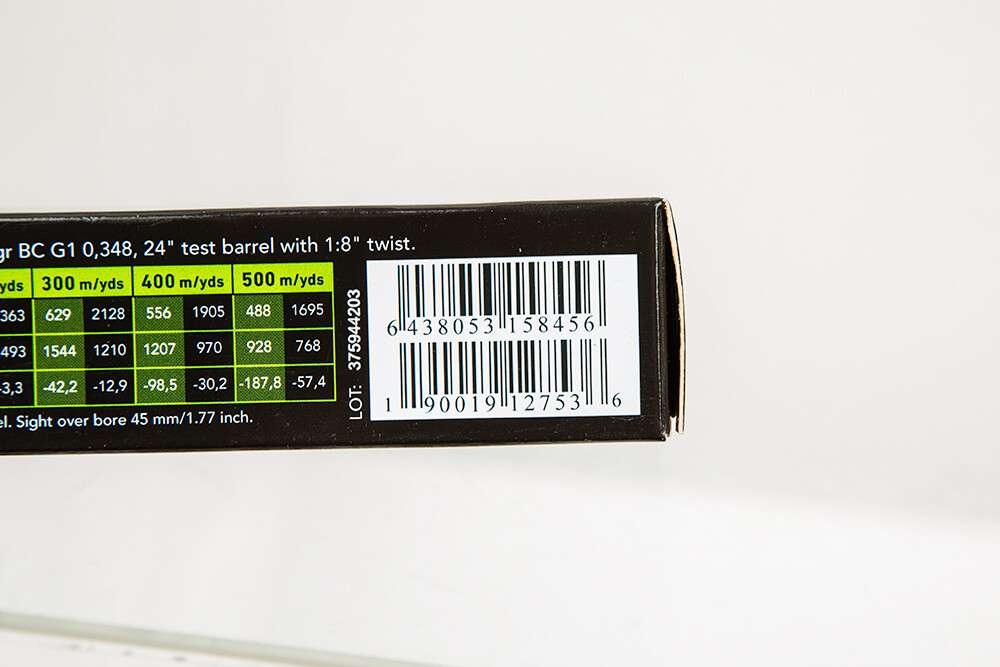 gr BC G1 0,348, 24" test barrel with 1:8" twist.
yds 300 m/yds 400 m/yds 500 m/yds
363 629 2128 556 1905 488 1695
493 1544 1210 1207 970 928 768
-3,3 -42,2 -12,9 -98,5 -30,2 -187,8 -57,4
el. Sight over bore 45 mm/1.77 inch.
LOT: 375944203
6 438053 158456
1 90019 12753 6